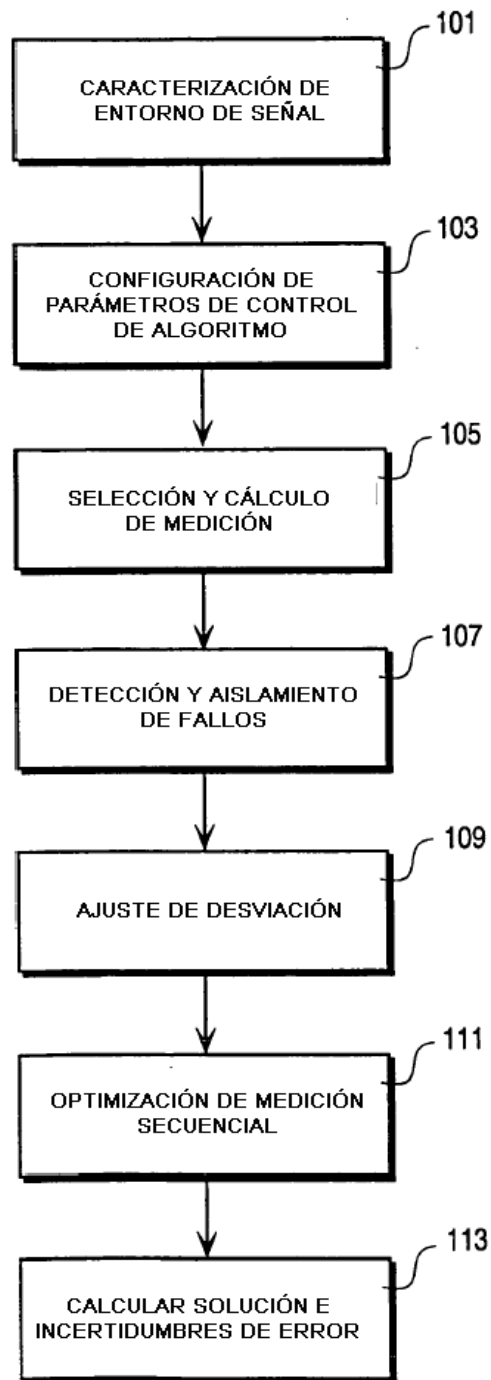 101
CARACTERIZACIÓN DE
ENTORNO DE SEÑAL
103
CONFIGURACIÓN DE
PARÁMETROS DE CONTROL
DE ALGORITMO
105
SELECCIÓN Y CÁLCULO
DE MEDICIÓN
107
DETECCIÓN Y AISLAMIENTO
DE FALLOS
109
AJUSTE DE DESVIACIÓN
111
OPTIMIZACIÓN DE MEDICIÓN
SECUENCIAL
113
CALCULAR SOLUCIÓN E
INCERTIDUMBRES DE ERROR